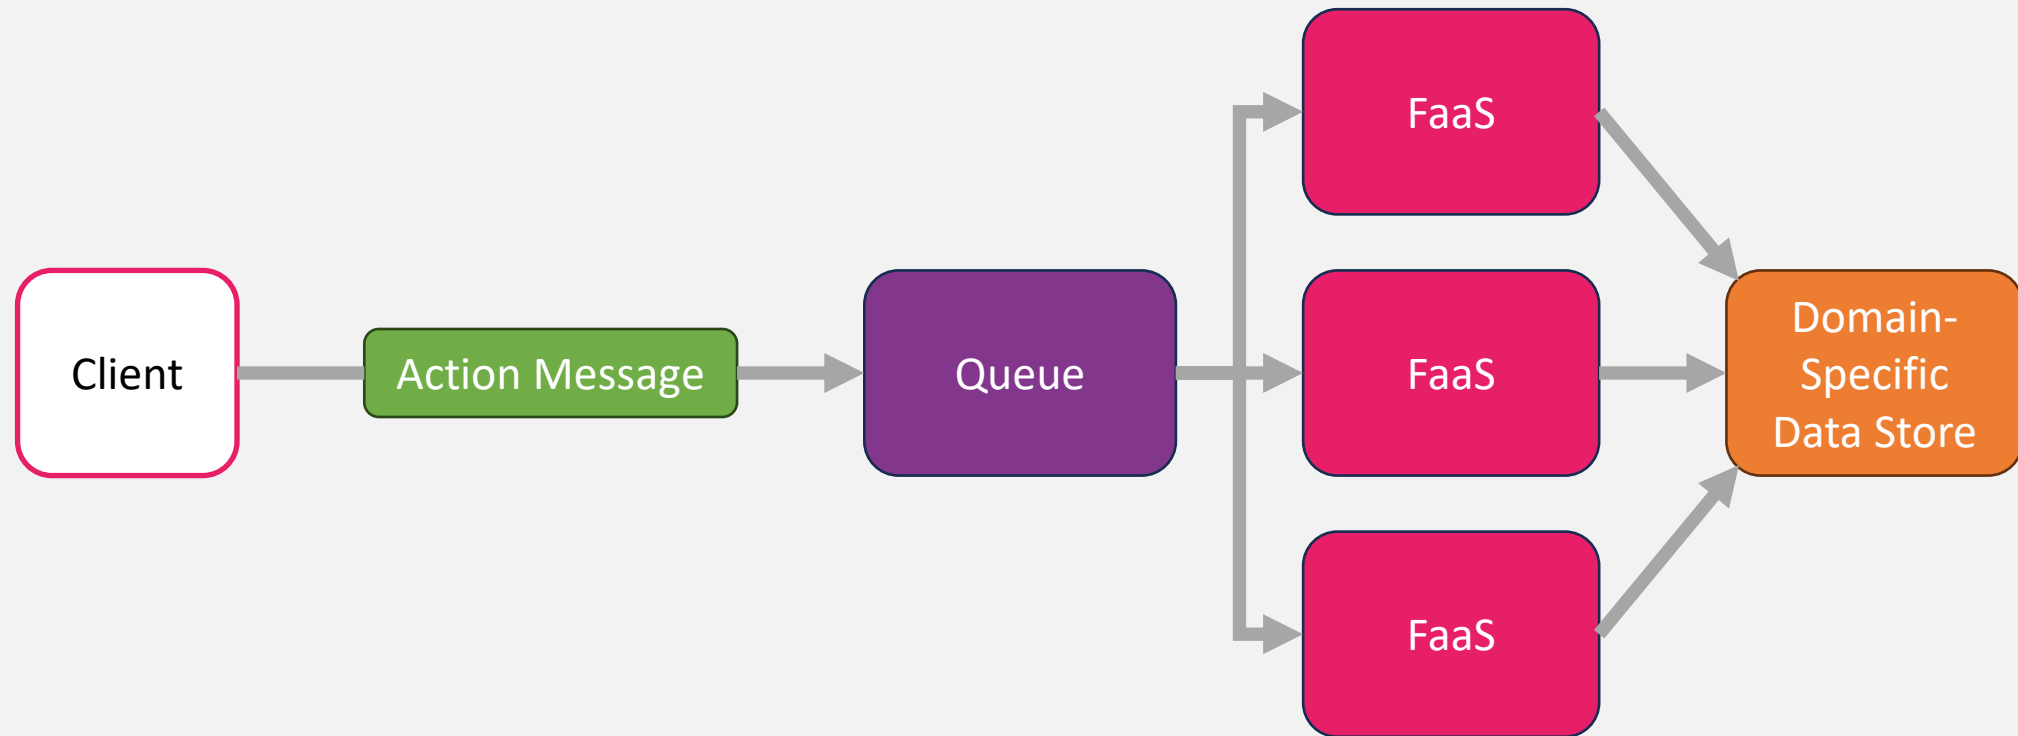 Client
Action Message
Queue
FaaS
FaaS
FaaS
Domain-
Specific
Data Store